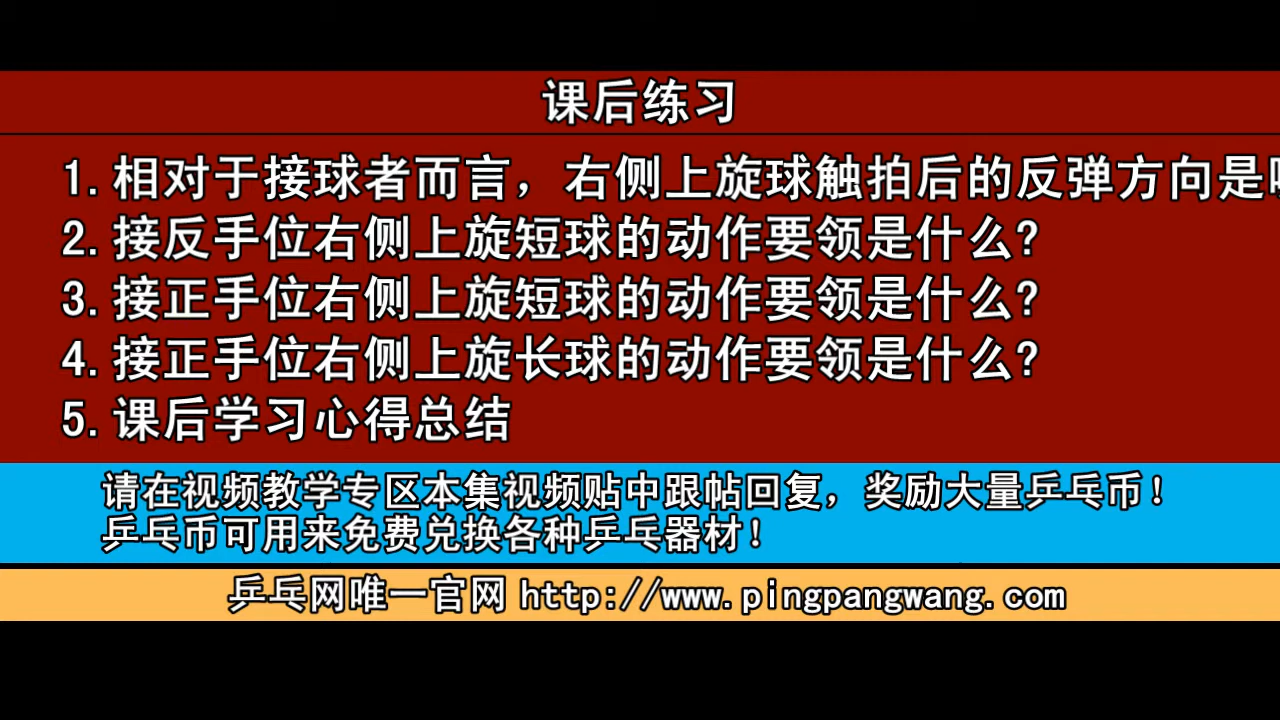 课后练习
1.相对于接球者而言，右侧上旋球触拍后的反弹方向是
2.接反手位右侧上旋短球的动作要领是什么?
3.接正手位右侧上旋短球的动作要领是什么?
4.接正手位右侧上旋长球的动作要领是什么?
5.课后学习心得总结
请在视频教学专区本集视频贴中跟帖回复，奖励大量乒乓币!
乒乓币可用来免费兑换各种乒乓器材!
乒乓网唯一官网 http://www.pingpangwang.com